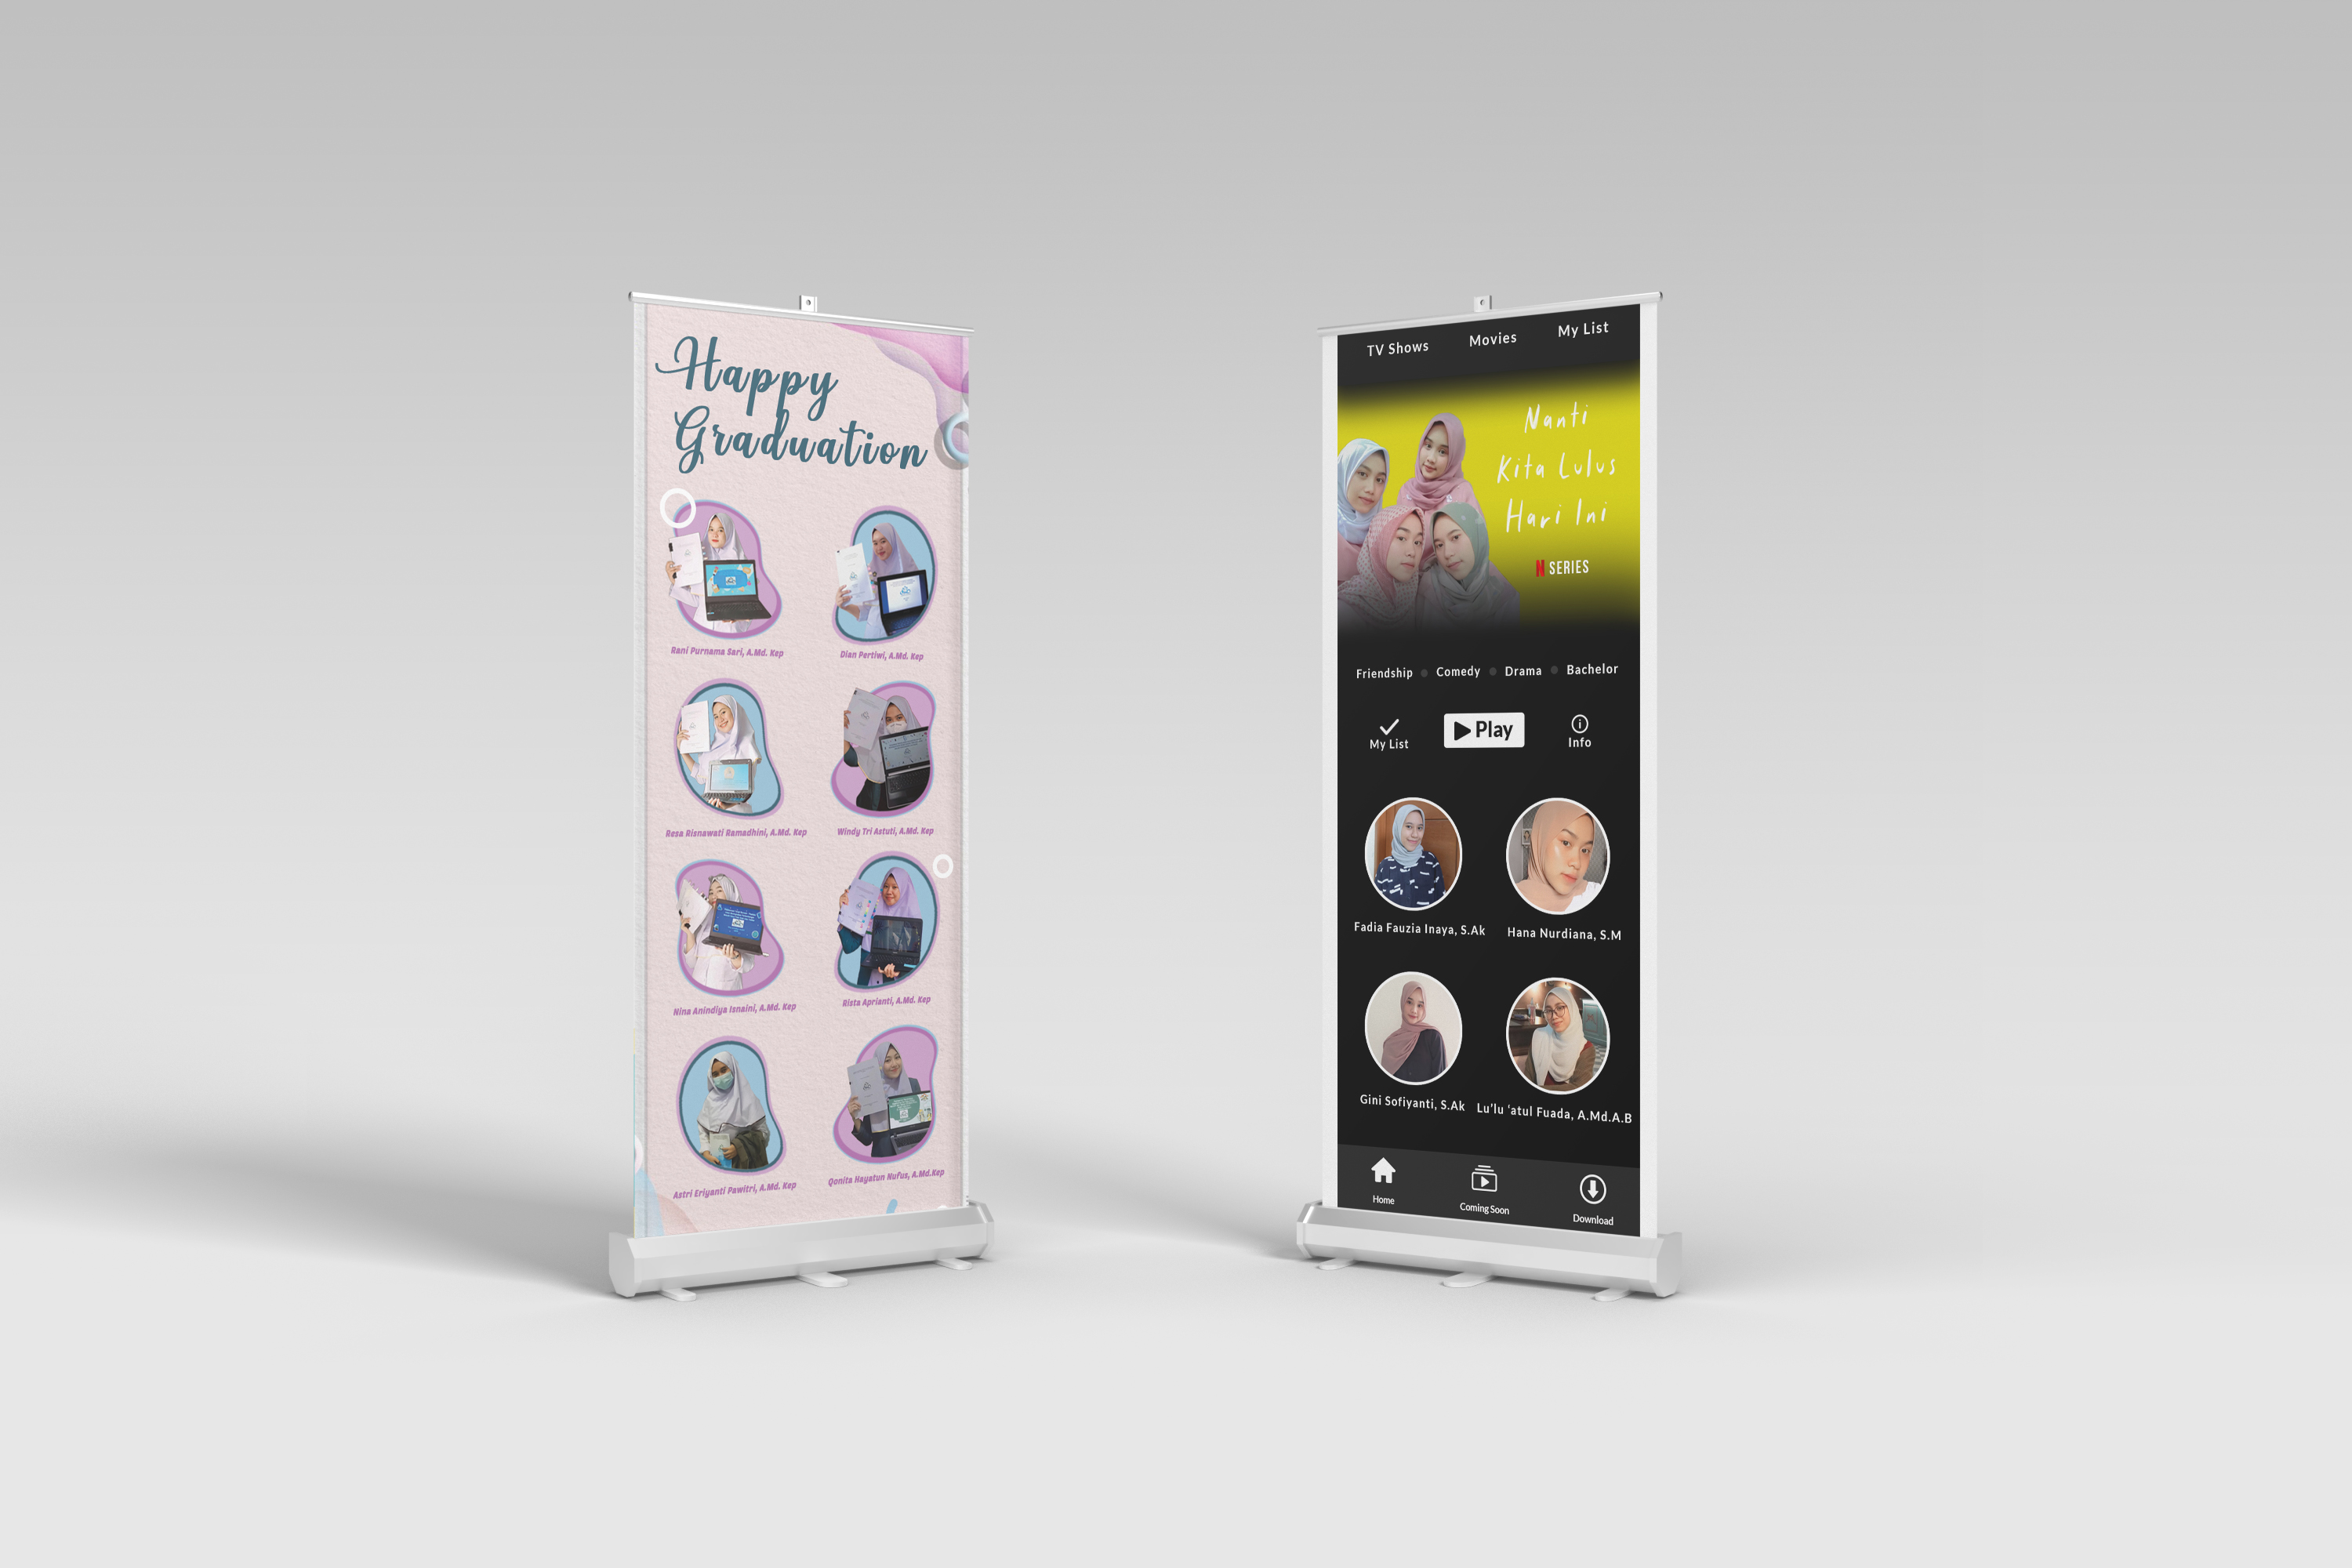 Happy
Graduation
Rani Purnama Sari, A.Md. Kep
Dian Pertiwi, A.Md. Kep
Resa Risnawati Ramadhini, A.Md. Kep
Windy Tri Astuti, A.Md. Kep
Nina Anindiya Isnaini, A.Md. Kep
Rista Aprianti, A.Md. Kep
Astri Eriyanti Pawitri, A.Md. Kep
Qonita Hayatun Nufus, A.Md.Kep
TV Shows
Movies
My List
Nanti
Kita Lulus
Hari Ini
N SERIES
Friendship
Comedy
Drama
Bachelor
My List
Play
Info
Fadia Fauzia Inaya, S.Ak
Hana Nurdiana, S.M
Gini Sofiyanti, S.Ak
Lu'lu 'atul Fuada, A.Md.A.B
Home
Coming Soon
Download